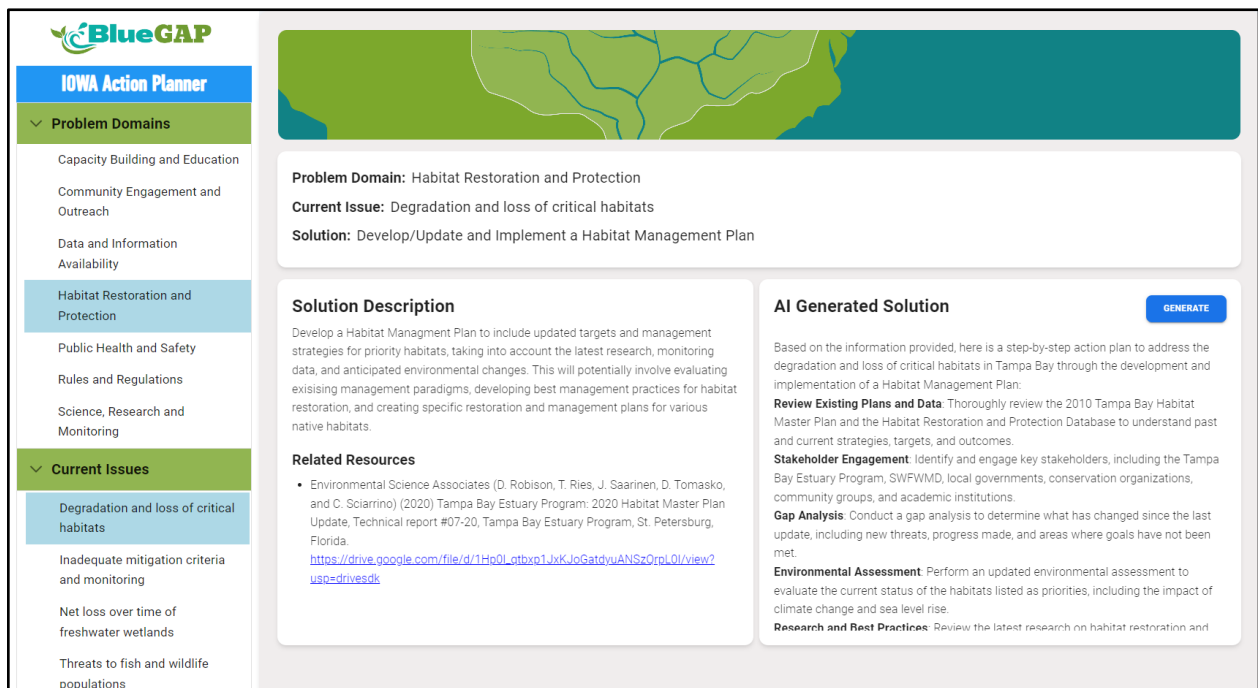 BlueGAP
IOWA Action Planner
Problem Domains
Capacity Building and Education
Community Engagement and
Outreach
Data and Information
Availability
Habitat Restoration and
Protection
Public Health and Safety
Rules and Regulations
Science, Research and
Monitoring
Current Issues
Degradation and loss of critical
habitats
Inadequate mitigation criteria
and monitoring
Net loss over time of
freshwater wetlands
Threats to fish and wildlife
populations
Problem Domain: Habitat Restoration and Protection
Current Issue: Degradation and loss of critical habitats
Solution: Develop/Update and Implement a Habitat Management Plan
Solution Description
Develop a Habitat Managment Plan to include updated targets and management
strategies for priority habitats, taking into account the latest research, monitoring
data, and anticipated environmental changes. This will potentially involve evaluating
exisising management paradigms, developing best management practices for habitat
restoration, and creating specific restoration and management plans for various
native habitats.
Related Resources
• Environmental Science Associates (D. Robison, T. Ries, J. Saarinen, D. Tomasko,
and C. Sciarrino) (2020) Tampa Bay Estuary Program: 2020 Habitat Master Plan
Update, Technical report #07-20, Tampa Bay Estuary Program, St. Petersburg,
Florida.
https://drive.google.com/file/d/1Hp0I_qtbxp1JxKJoGatdyuANSzQrpL0I/view?
usp=drivesdk
AI Generated Solution
GENERATE
Based on the information provided, here is a step-by-step action plan to address the
degradation and loss of critical habitats in Tampa Bay through the development and
implementation of a Habitat Management Plan:
Review Existing Plans and Data: Thoroughly review the 2010 Tampa Bay Habitat
Master Plan and the Habitat Restoration and Protection Database to understand past
and current strategies, targets, and outcomes.
Stakeholder Engagement: Identify and engage key stakeholders, including the Tampa
Bay Estuary Program, SWFWMD, local governments, conservation organizations,
community groups, and academic institutions.
Gap Analysis: Conduct a gap analysis to determine what has changed since the last
update, including new threats, progress made, and areas where goals have not been
met.
Environmental Assessment: Perform an updated environmental assessment to
evaluate the current status of the habitats listed as priorities, including the impact of
climate change and sea level rise.
Research and Best Practices: Review the latest research on habitat restoration and